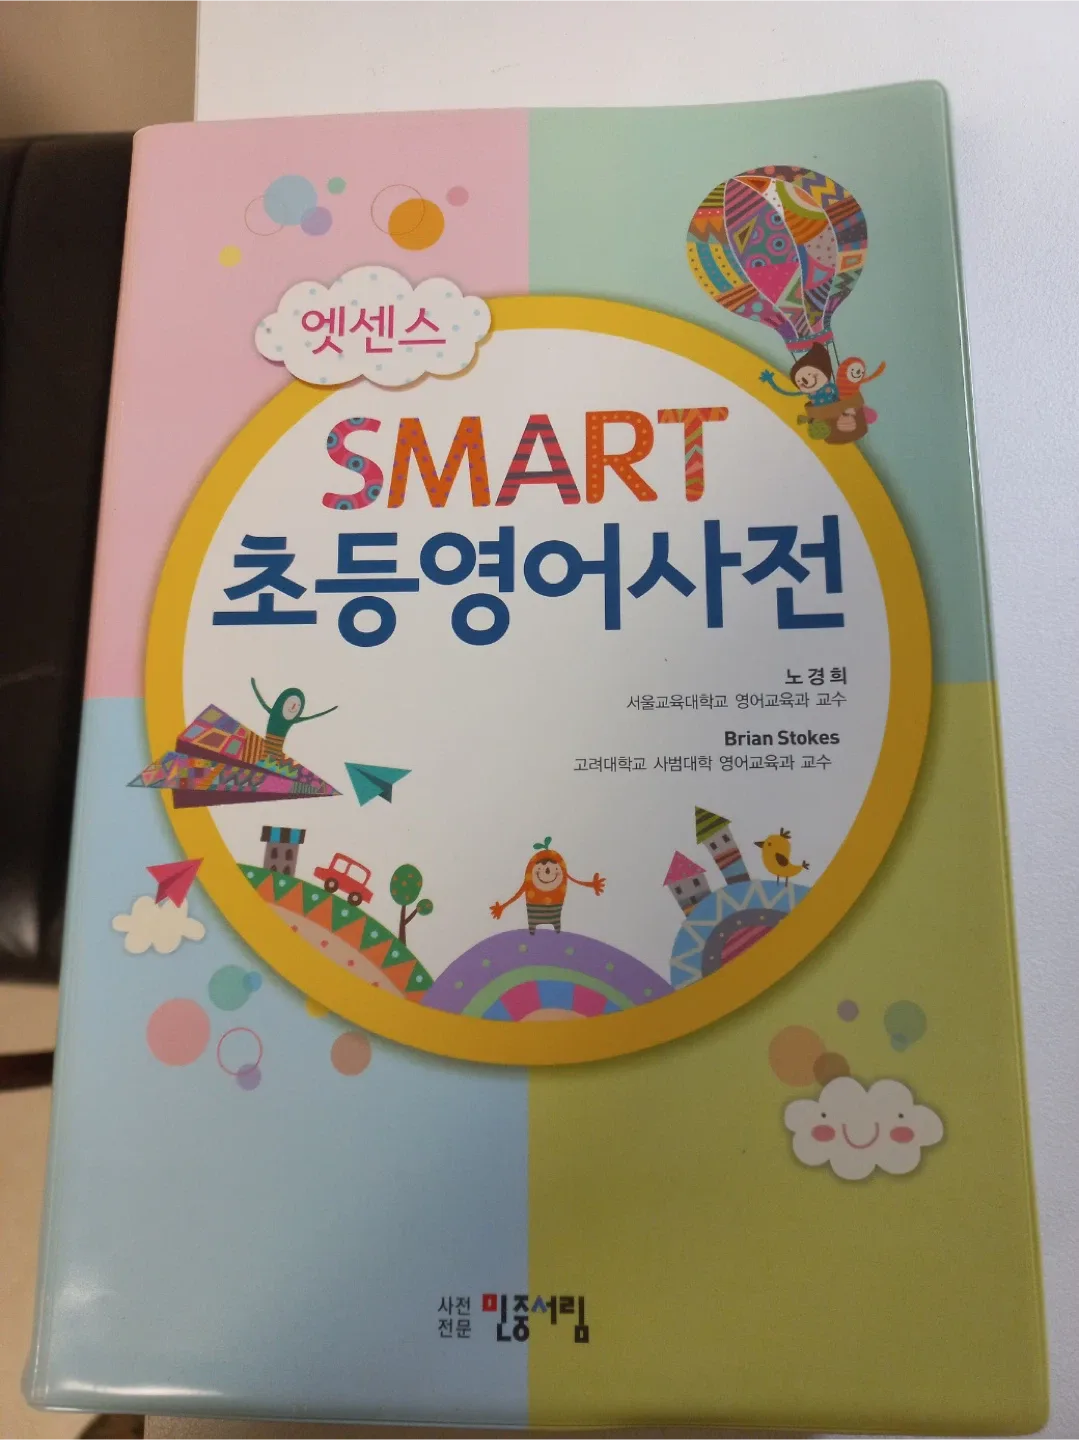 엣센스
SMART
초등영어사전
노경희
서울교육대학교 영어교육과 교수
Brian Stokes
고려대학교 사범대학 영어교육과 교수
사전
전문
민중서림